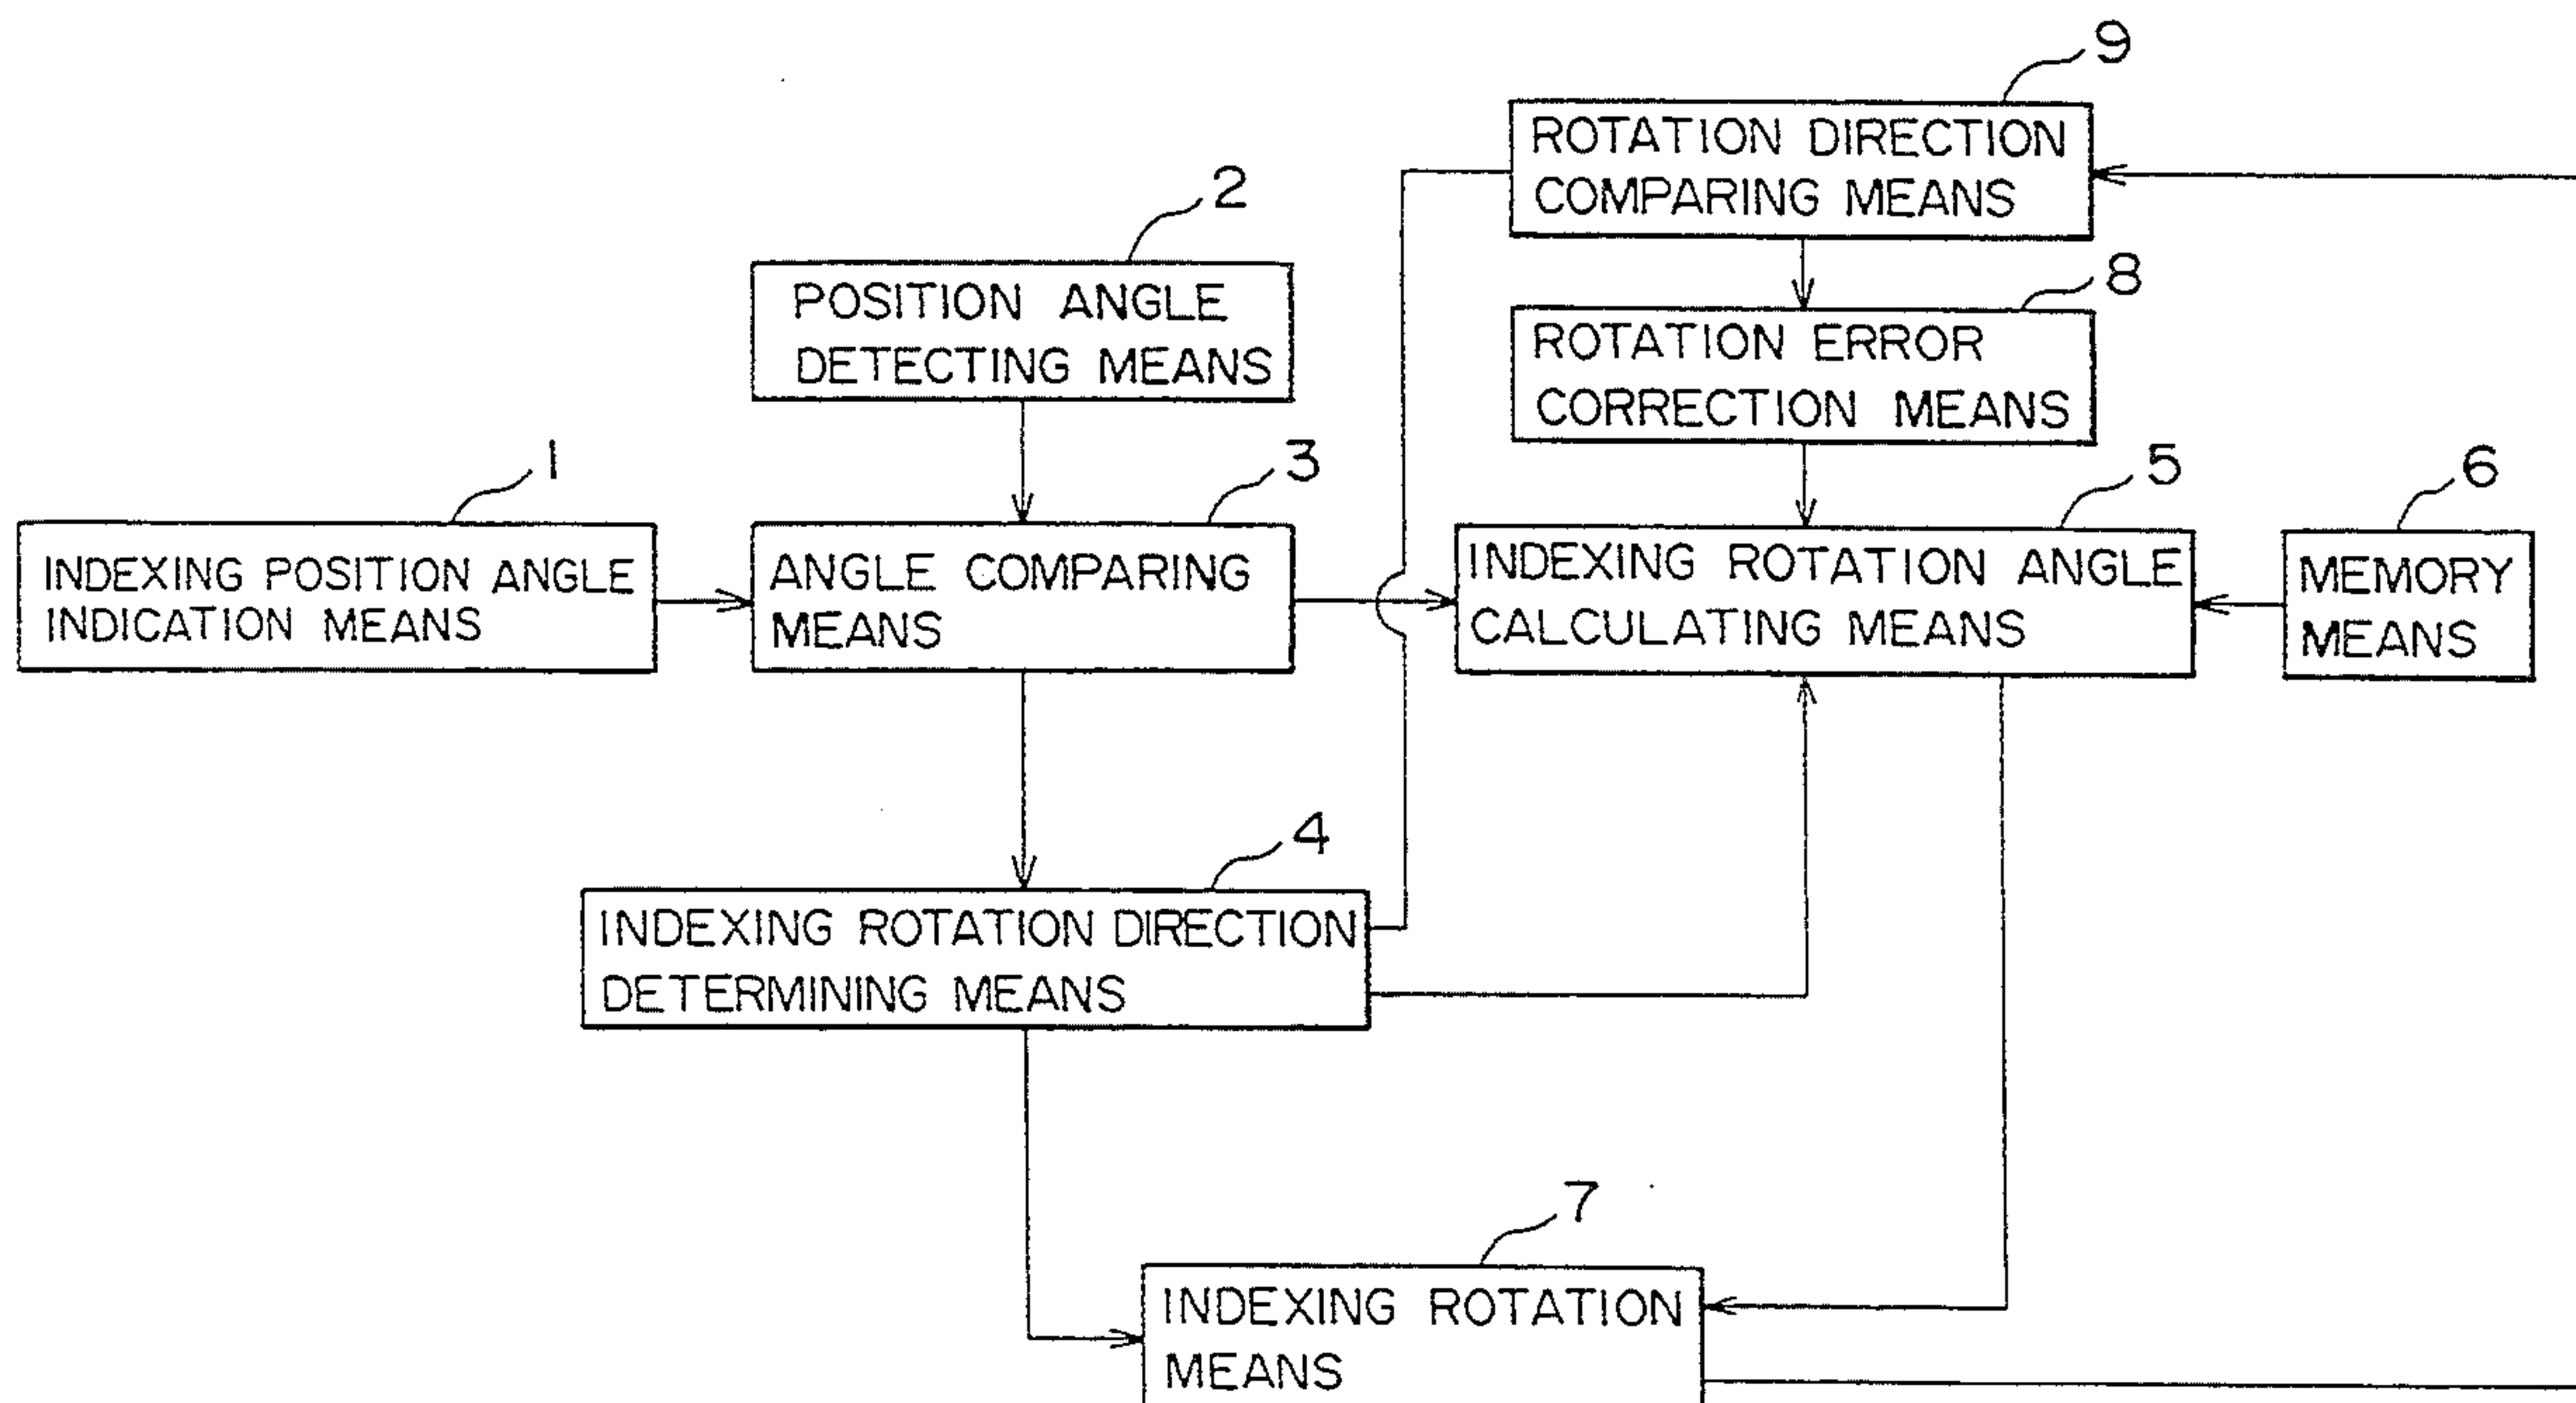 9
ROTATION DIRECTION
COMPARING MEANS
2
POSITION ANGLE
DETECTING MEANS
8
ROTATION ERROR
CORRECTION MEANS
1
INDEXING POSITION ANGLE
INDICATION MEANS
3
ANGLE COMPARING
MEANS
5
INDEXING ROTATION ANGLE
CALCULATING MEANS
6
MEMORY
MEANS
4
INDEXING ROTATION DIRECTION
DETERMINING MEANS
7
INDEXING ROTATION
MEANS